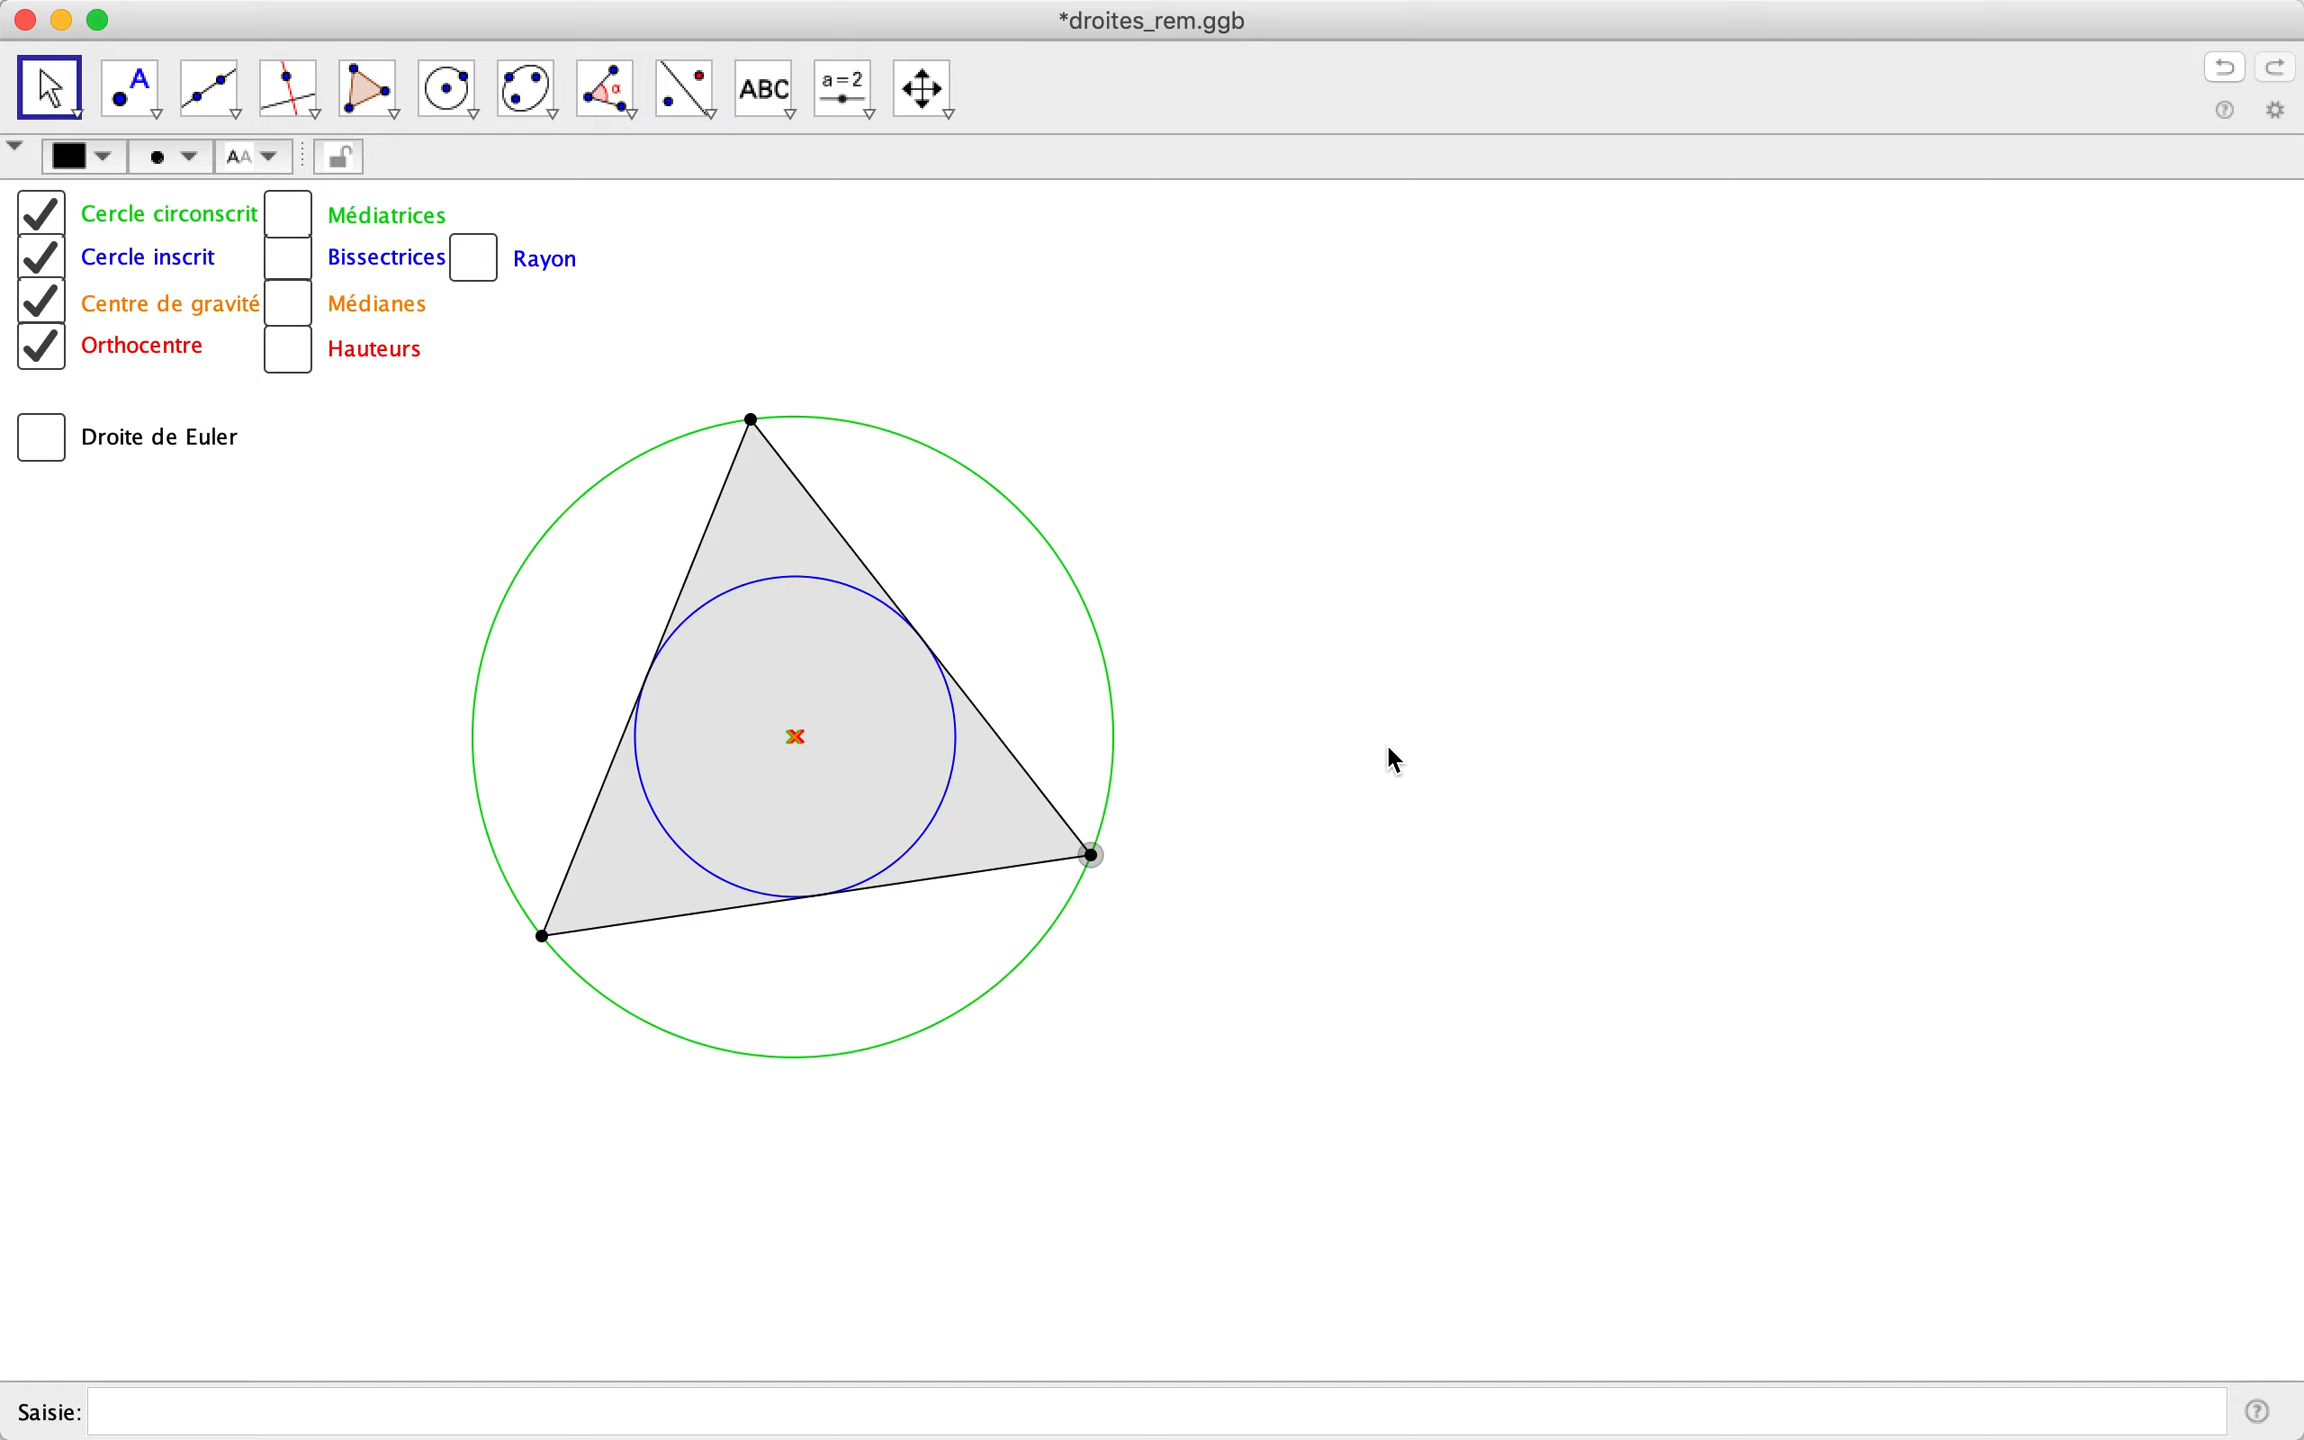 *droites_rem.ggb
A
α
ABC
a=2
AA
Cercle circonscrit
Médiatrices
Cercle inscrit
Bissectrices
Rayon
Centre de gravité
Médianes
Orthocentre
Hauteurs
Droite de Euler
Saisie: